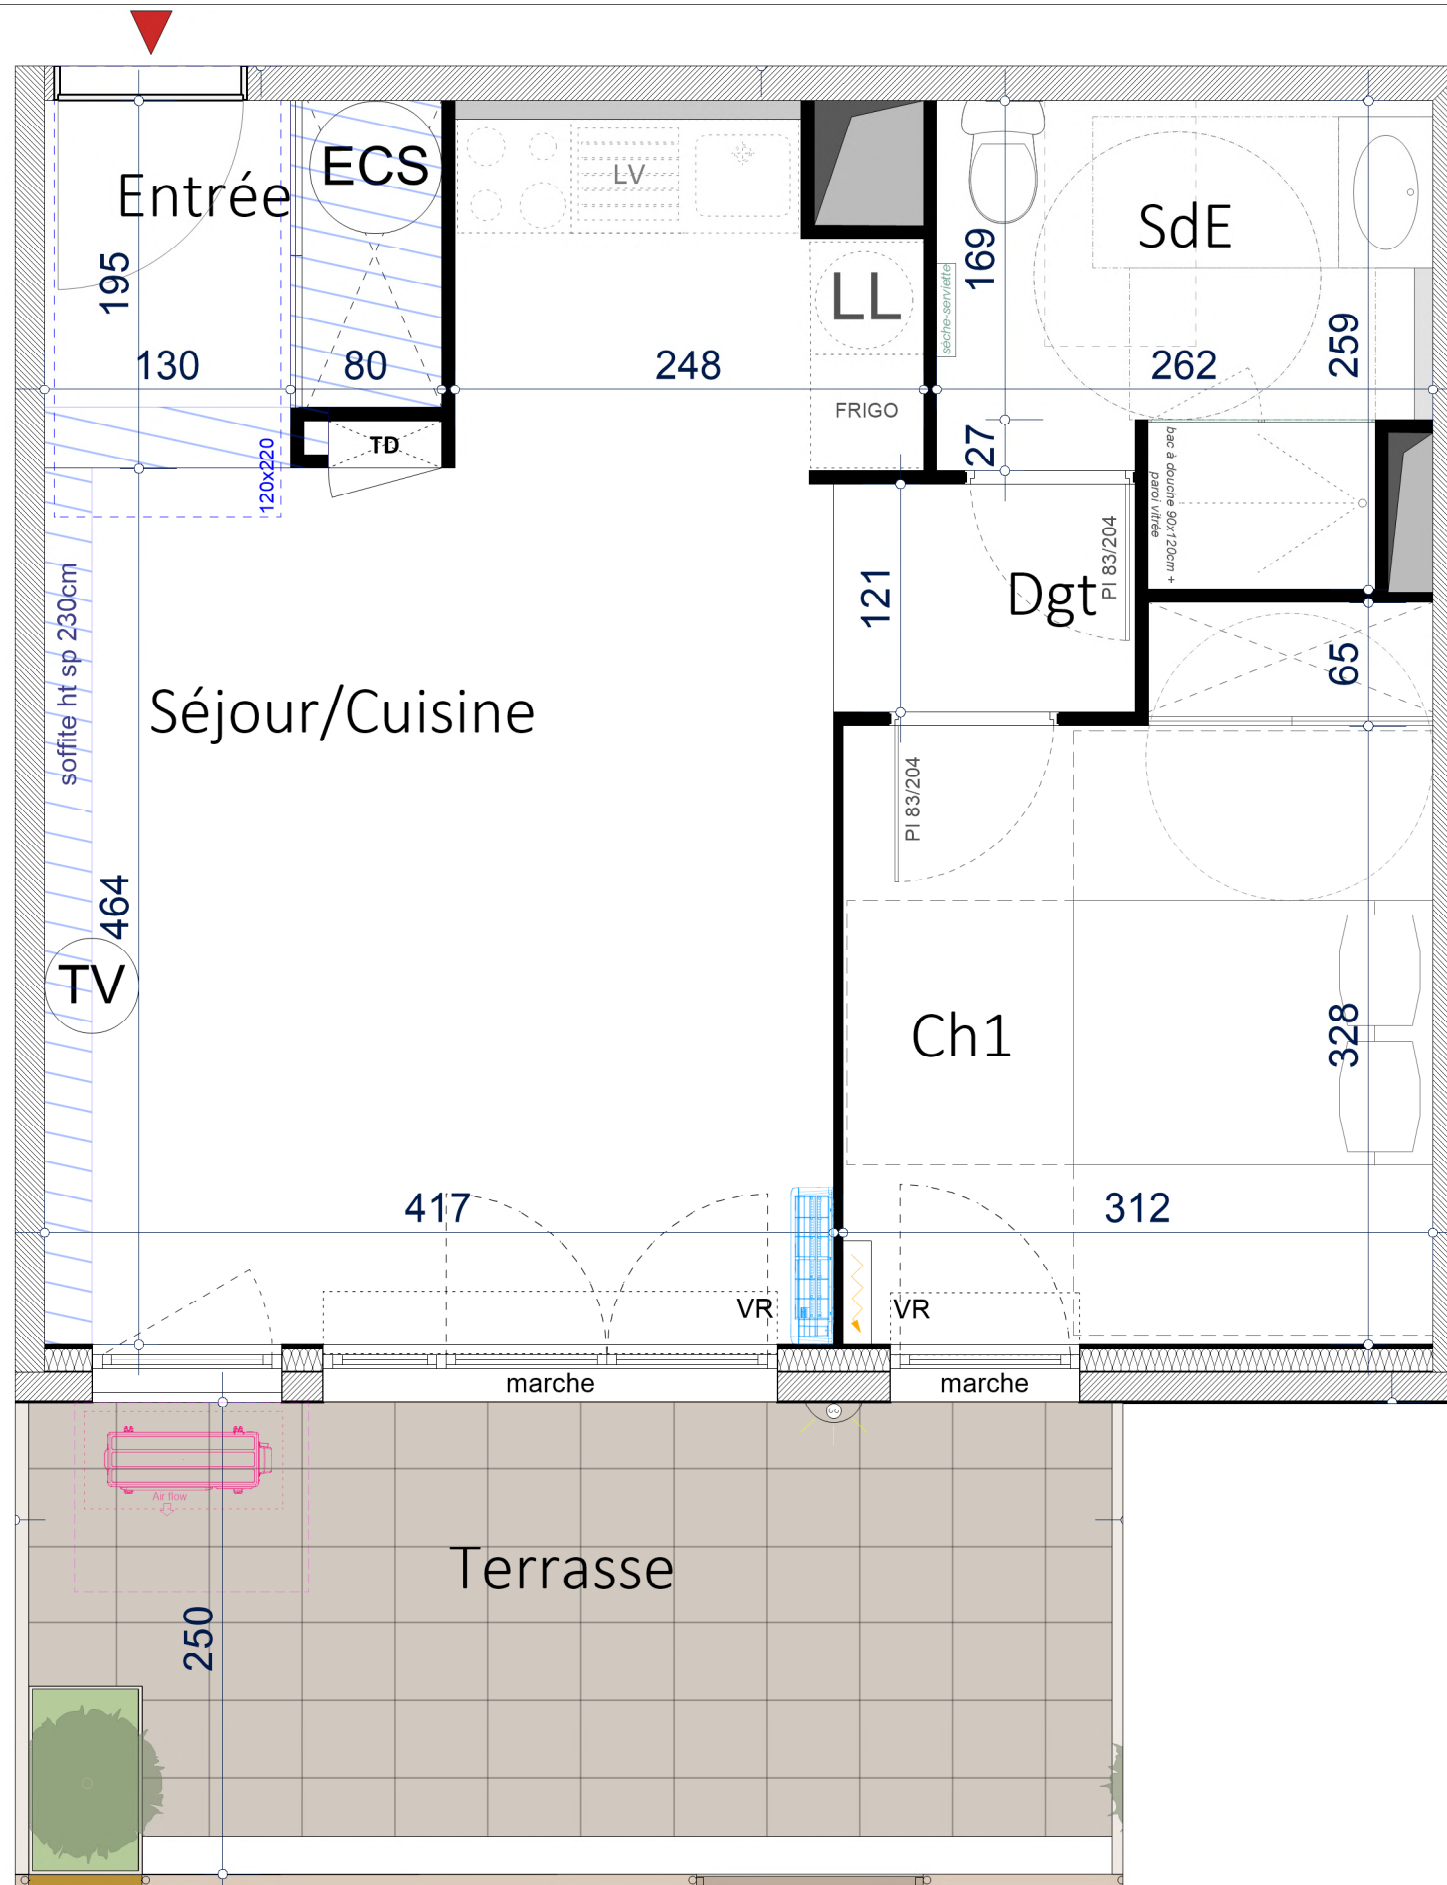 Entrée
ECS
LV
SdE
195
169
sèche-serviette
LL
259
130
80
248
262
FRIGO
TD
27
120x220
bac à douche 90x120cm +
paroi vitrée
PI 83/204
Dgt
121
soffite ht sp 230cm
65
Séjour/Cuisine
PI 83/204
464
TV
Ch1
328
417
312
VR
VR
marche
marche
3
Air flow
Terrasse
250